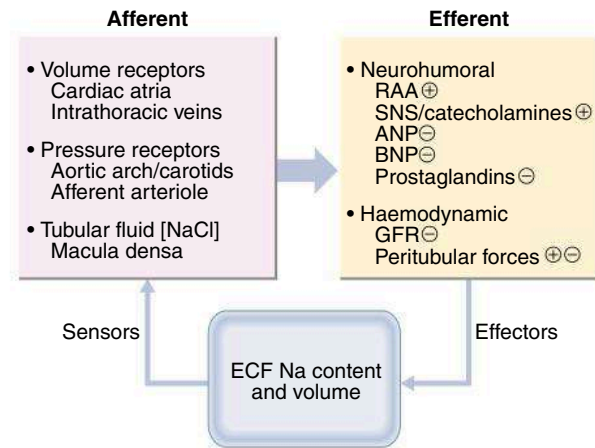 Afferent
• Volume receptors
Cardiac atria
Intrathoracic veins
• Pressure receptors
Aortic arch/carotids
Afferent arteriole
• Tubular fluid [NaCl]
Macula densa
Efferent
• Neurohumoral
RAA ⊕
SNS/catecholamines ⊕
ANP ⊖
BNP ⊖
Prostaglandins ⊖
• Haemodynamic
GFR ⊖
Peritubular forces ⊕⊖
Sensors
Effectors
ECF Na content
and volume